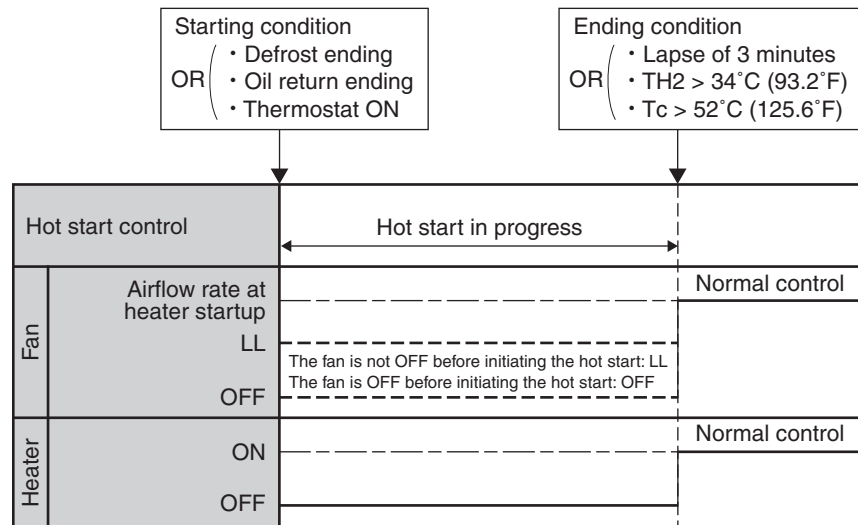 Starting condition
OR
・Defrost ending
・Oil return ending
・Thermostat ON
Ending condition
OR
・Lapse of 3 minutes
・TH2 > 34˚C (93.2˚F)
・Tc > 52˚C (125.6˚F)
Hot start control
Hot start in progress
Fan
Airflow rate at
heater startup
LL
OFF
Normal control
The fan is not OFF before initiating the hot start: LL
The fan is OFF before initiating the hot start: OFF
Heater
ON
OFF
Normal control